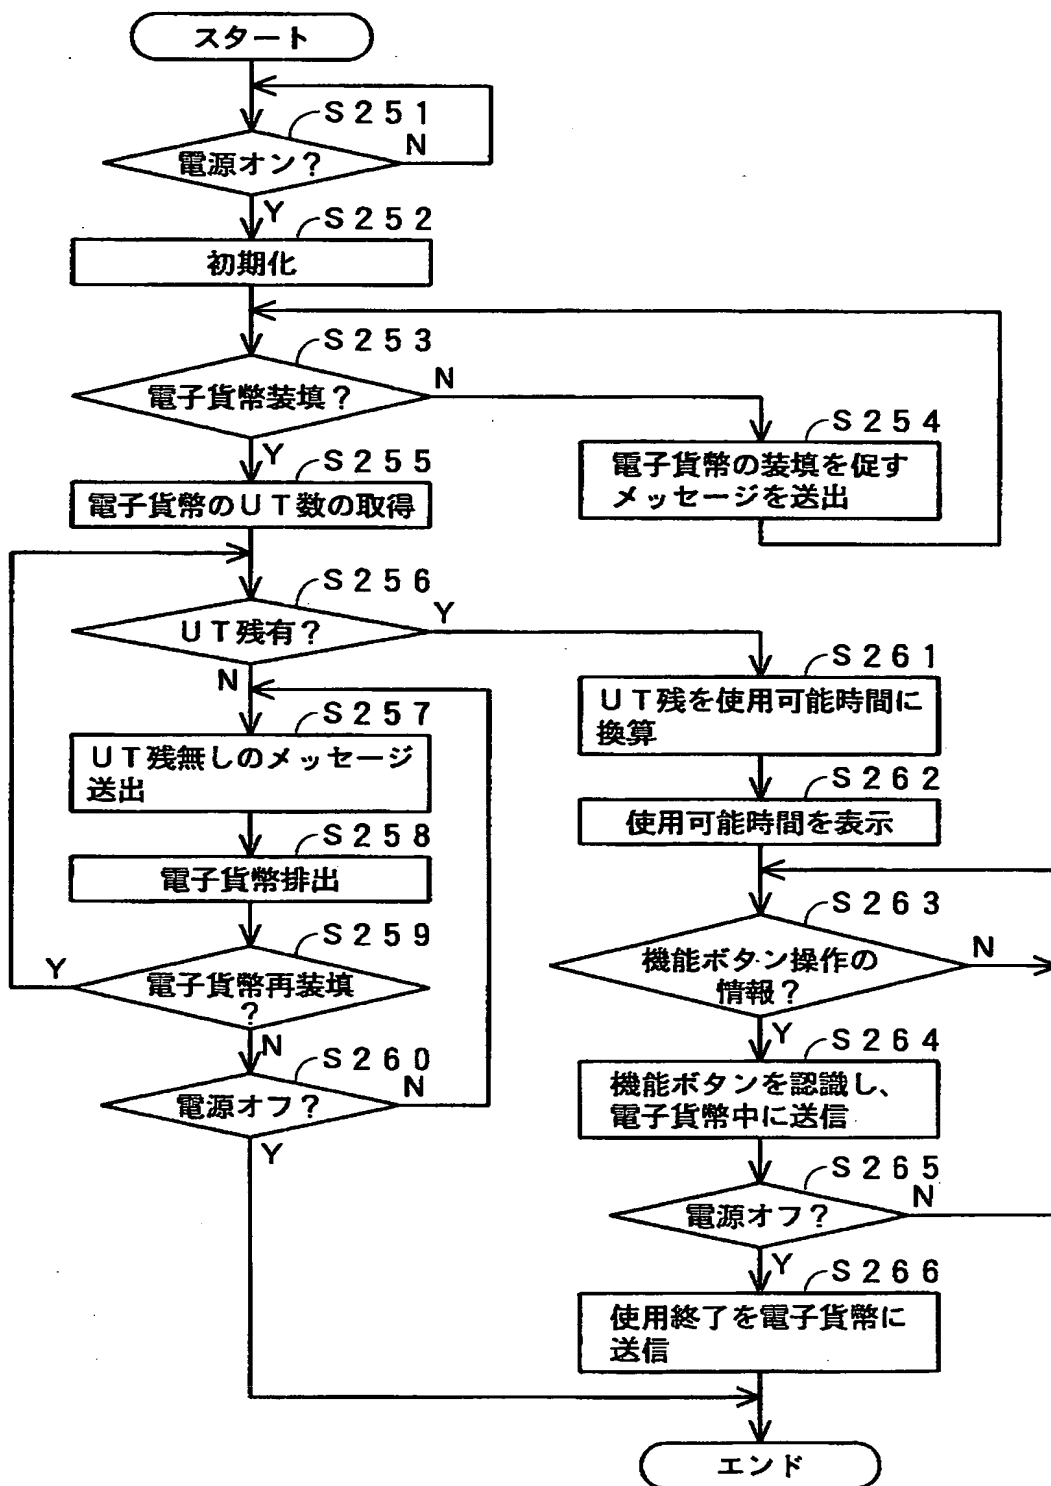 スタート
S251
電源オン?
N
Y
S252
初期化
S253
電子貨幣装填?
N
Y
S254
電子貨幣の装填を促す
メッセージを送出
S255
電子貨幣のUT数の取得
S256
UT残有?
Y
N
S261
UT残を使用可能時間に
換算
S257
UT残無しのメッセージ
送出
S262
使用可能時間を表示
S258
電子貨幣排出
S263
機能ボタン操作の
情報?
N
Y
S259
電子貨幣再装填
?
Y
N
S260
電源オフ?
N
Y
S264
機能ボタンを認識し、
電子貨幣中に送信
S265
電源オフ?
N
Y
S266
使用終了を電子貨幣に
送信
エンド